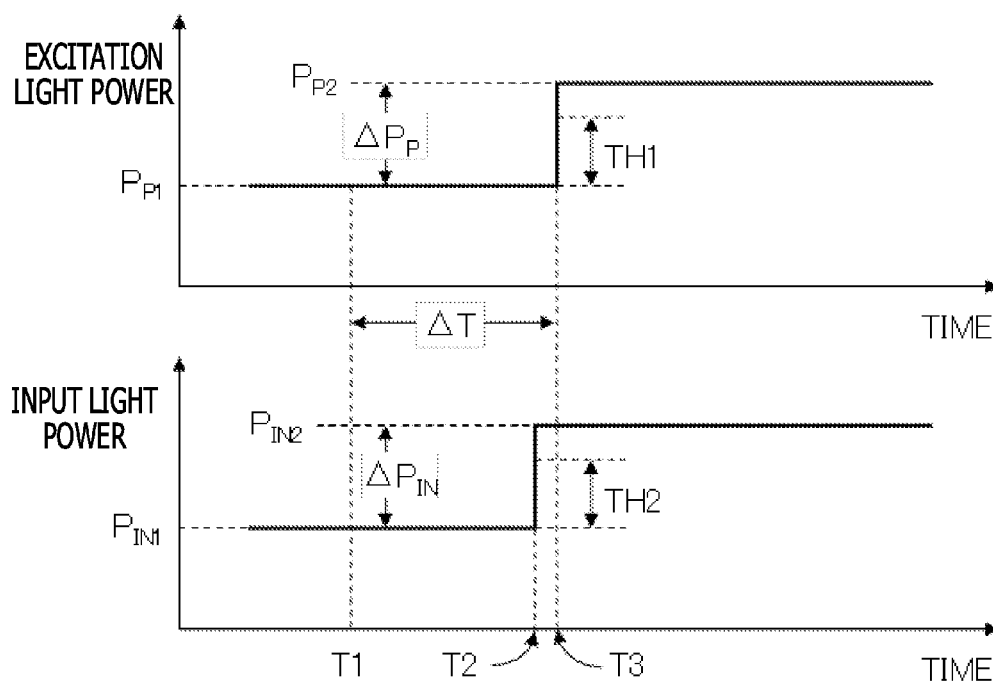 EXCITATION
LIGHT POWER
P_P2
ΔP_P
TH1
P_P1
ΔT
TIME
INPUT LIGHT
POWER
P_IN2
ΔP_IN
TH2
P_IN1
T1
T2
T3
TIME